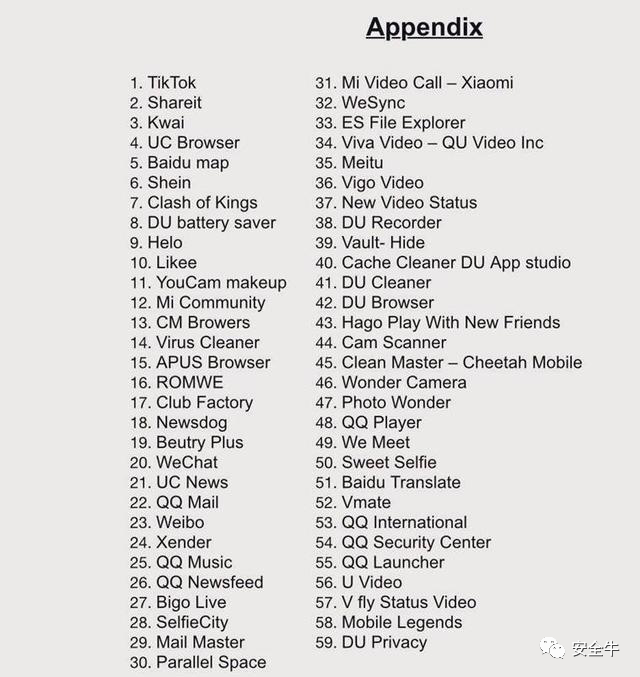 Appendix
1. TikTok
2. Shareit
3. Kwai
4. UC Browser
5. Baidu map
6. Shein
7. Clash of Kings
8. DU battery saver
9. Helo
10. Likee
11. YouCam makeup
12. Mi Community
13. CM Browers
14. Virus Cleaner
15. APUS Browser
16. ROMWE
17. Club Factory
18. Newsdog
19. Beutry Plus
20. WeChat
21. UC News
22. QQ Mail
23. Weibo
24. Xender
25. QQ Music
26. QQ Newsfeed
27. Bigo Live
28. SelfieCity
29. Mail Master
30. Parallel Space
31. Mi Video Call – Xiaomi
32. WeSync
33. ES File Explorer
34. Viva Video – QU Video Inc
35. Meitu
36. Vigo Video
37. New Video Status
38. DU Recorder
39. Vault- Hide
40. Cache Cleaner DU App studio
41. DU Cleaner
42. DU Browser
43. Hago Play With New Friends
44. Cam Scanner
45. Clean Master – Cheetah Mobile
46. Wonder Camera
47. Photo Wonder
48. QQ Player
49. We Meet
50. Sweet Selfie
51. Baidu Translate
52. Vmate
53. QQ International
54. QQ Security Center
55. QQ Launcher
56. U Video
57. V fly Status Video
58. Mobile Legends
59. DU Privacy
安全牛